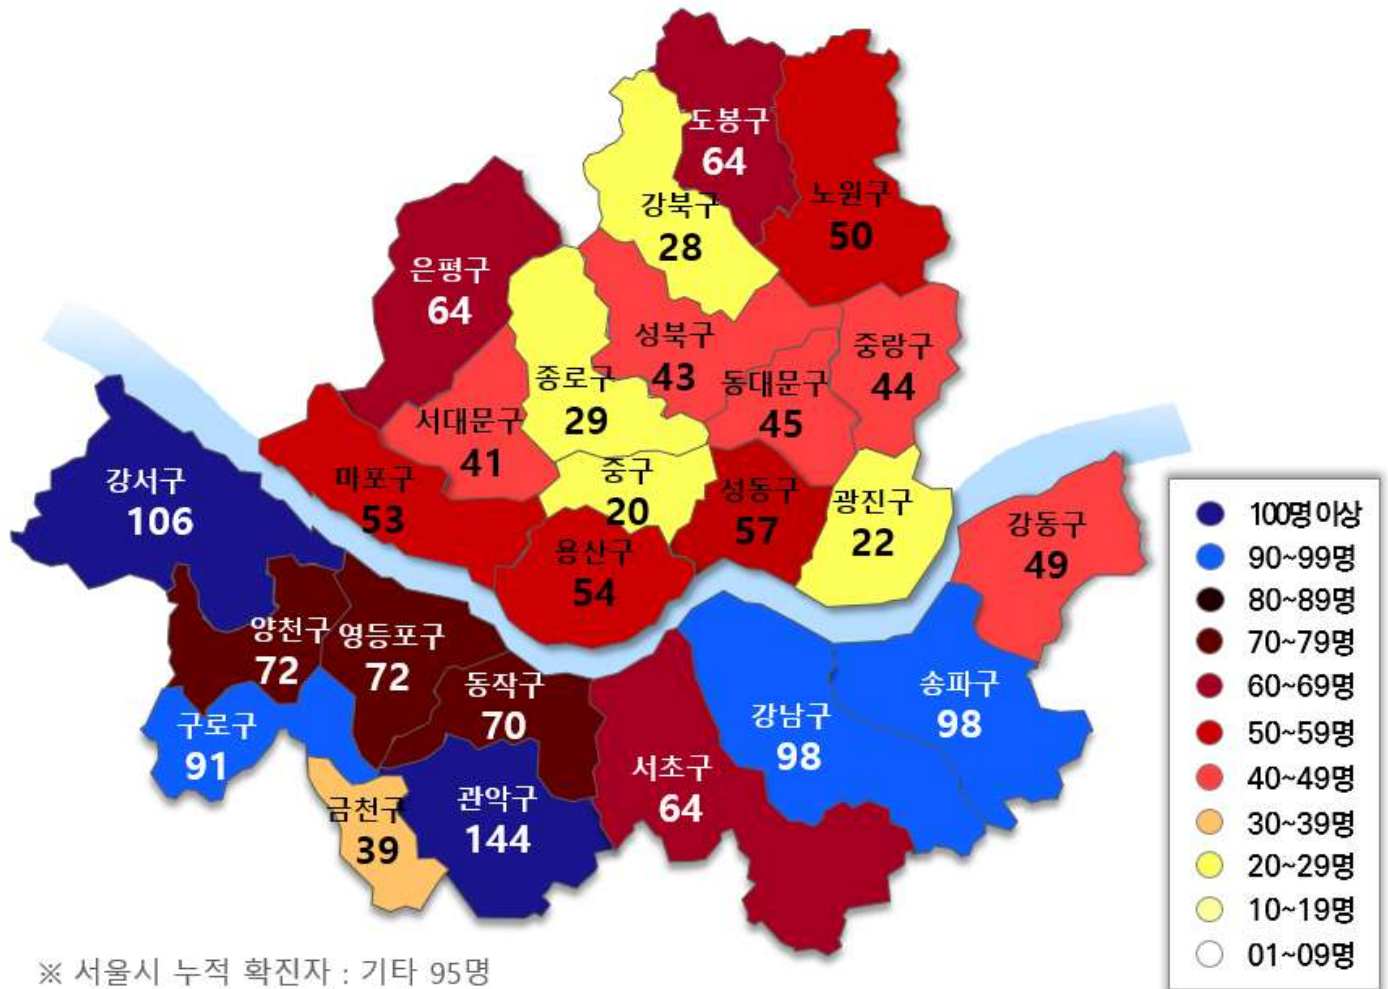 도봉구
64
노원구
50
강북구
28
은평구
64
성북구
43
중랑구
44
종로구
29
동대문구
45
서대문구
41
중구
20
마포구
53
성동구
57
광진구
22
강서구
106
용산구
54
강동구
49
양천구
72
영등포구
72
동작구
70
구로구
91
강남구
98
송파구
98
서초구
64
금천구
39
관악구
144
100명 이상
90~99명
80~89명
70~79명
60~69명
50~59명
40~49명
30~39명
20~29명
10~19명
01~09명
※ 서울시 누적 확진자 : 기타 95명